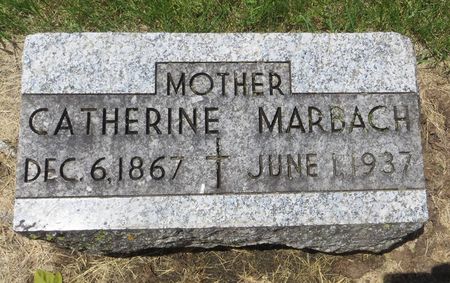 MOTHER
CATHERINE MARBACH
DEC. 6, 1867 JUNE 1, 1937